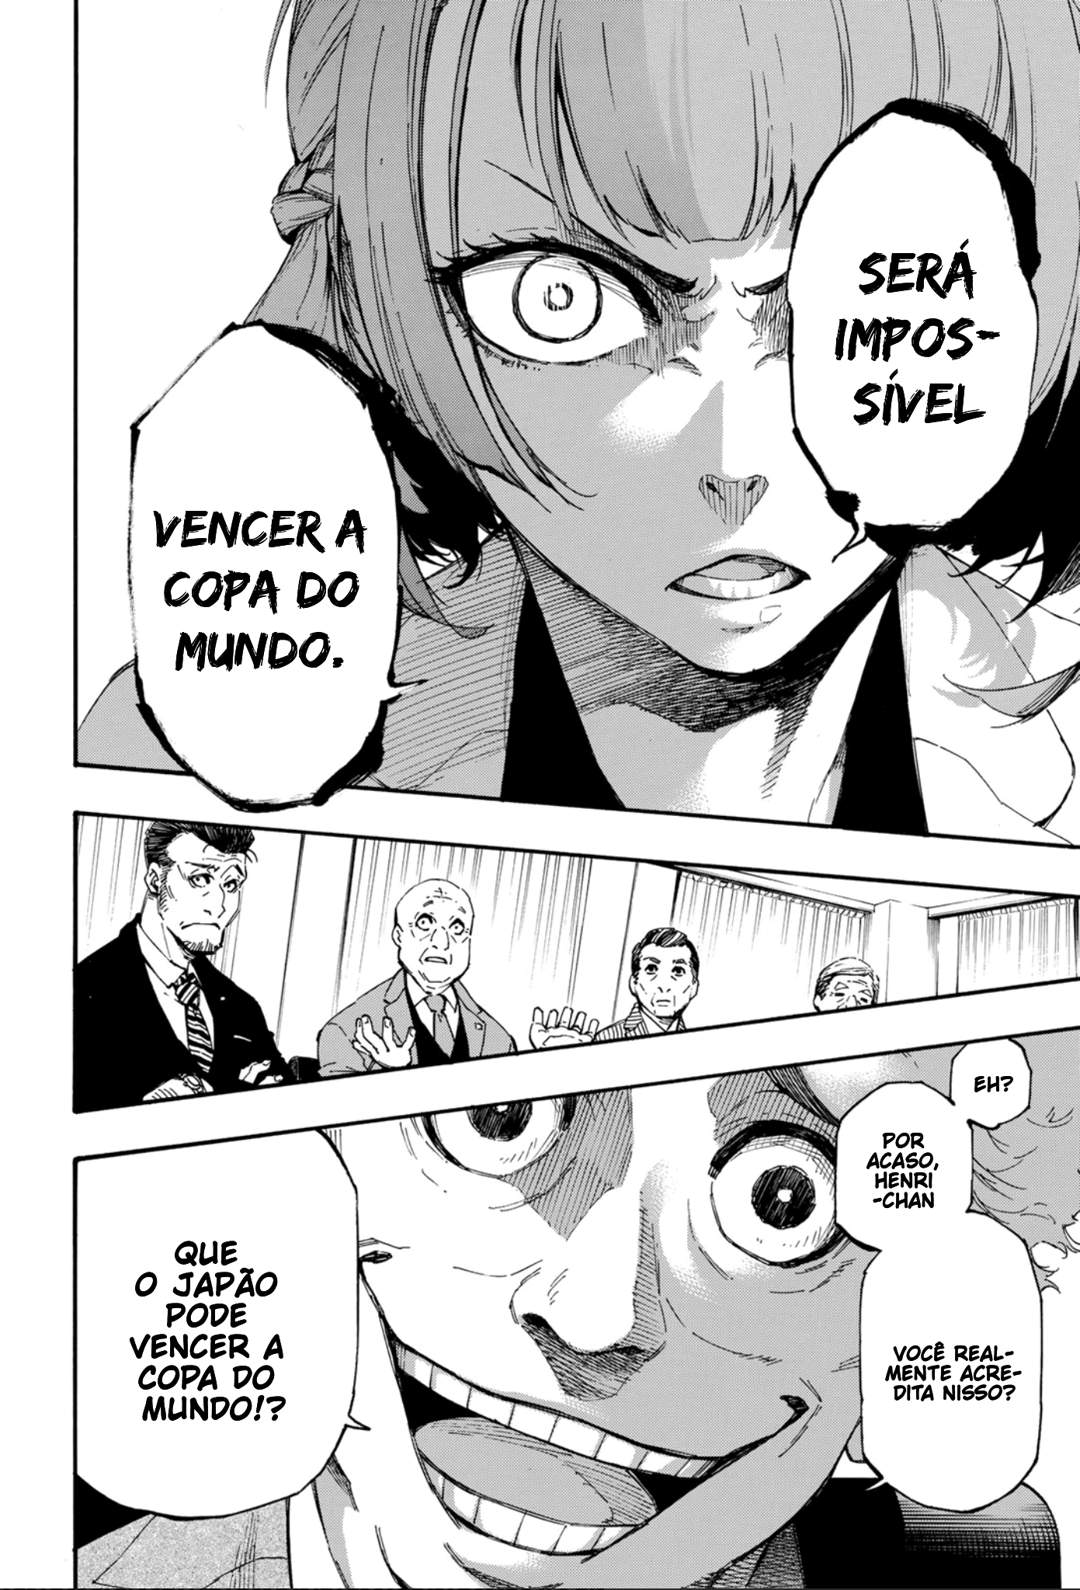 SERÁ
IMPOS-
SÍVEL
VENCER A
COPA DO
MUNDO.
EH?
POR
ACASO,
HENRI
-CHAN
VOCÊ REAL-
MENTE ACRE-
DITA NISSO?
QUE
O JAPÃO
PODE
VENCER A
COPA DO
MUNDO!?